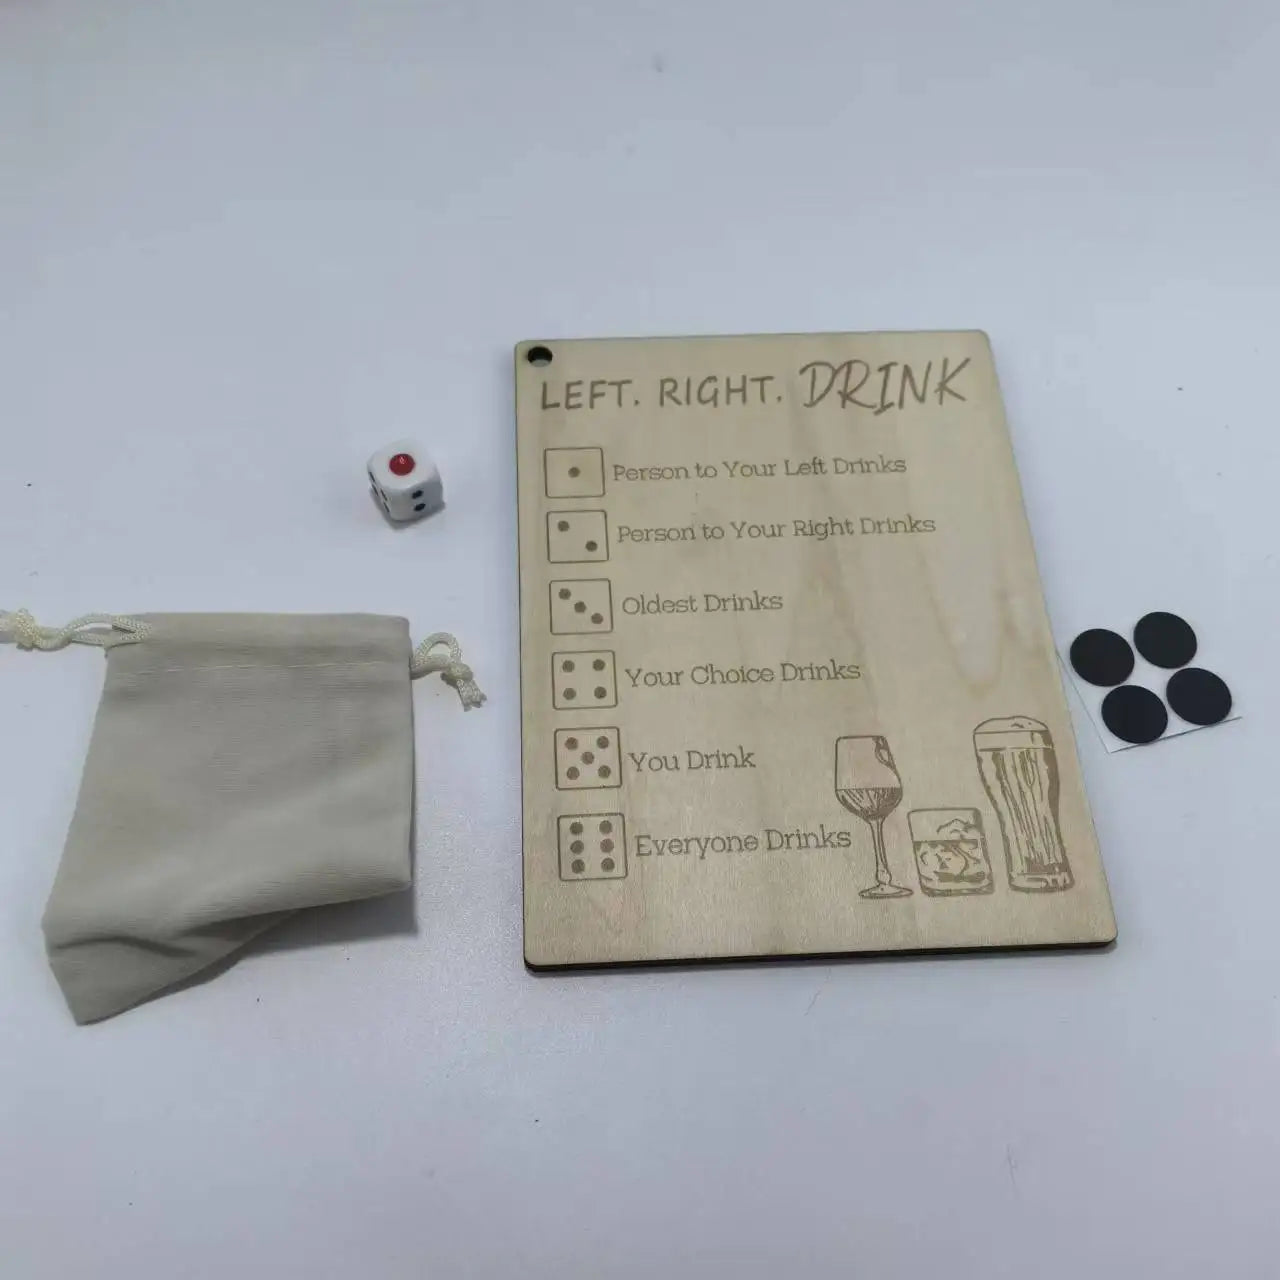 LEFT. RIGHT. DRINK
Person to Your Left Drinks
Person to Your Right Drinks
Oldest Drinks
Your Choice Drinks
You Drink
Everyone Drinks